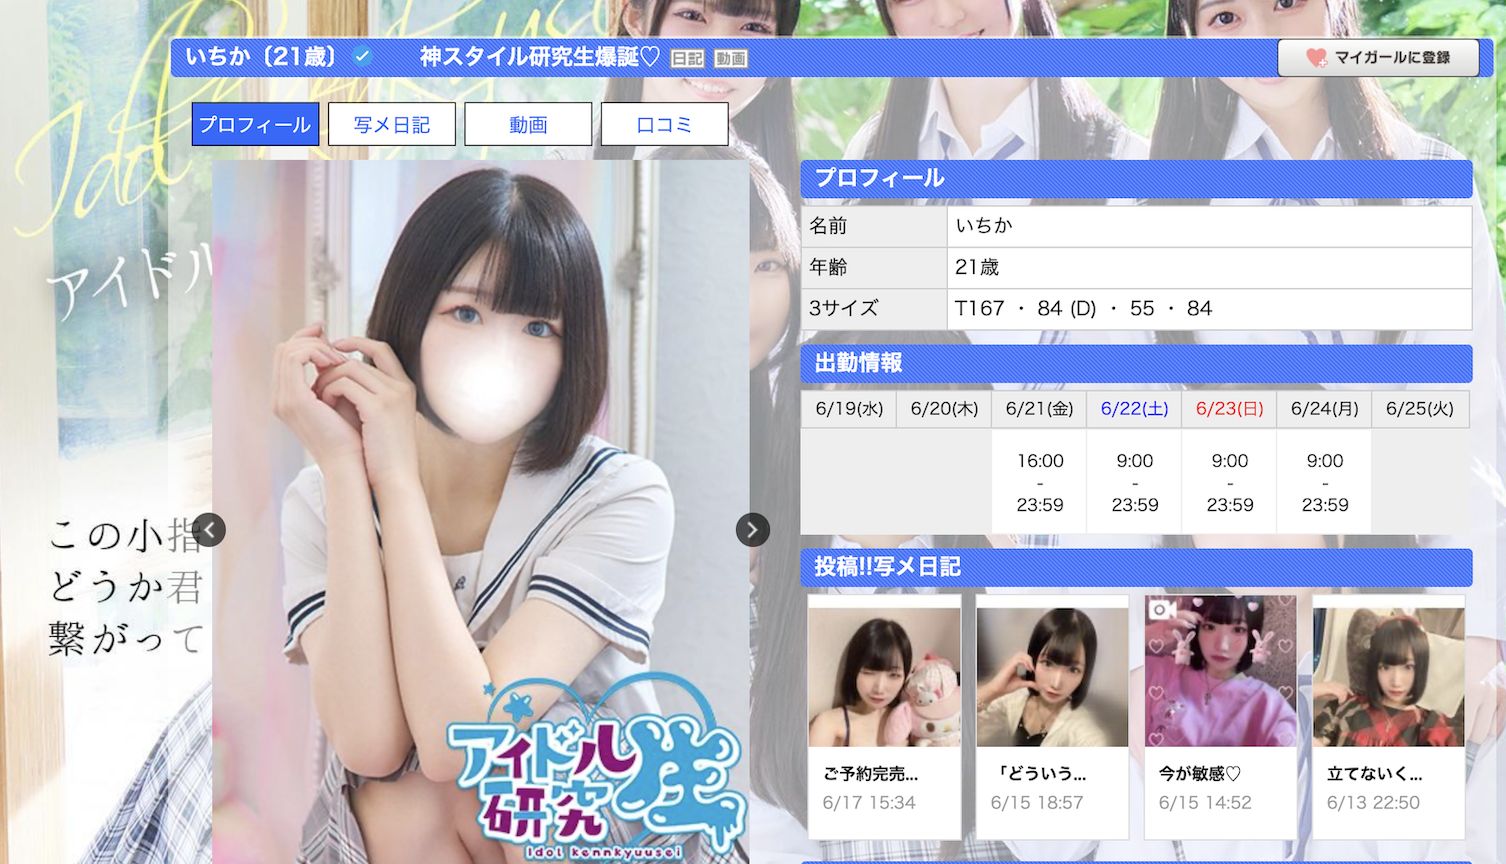 いちか〔21歳〕
神スタイル研究生爆誕♡ 日記 動画
マイガールに登録
プロフィール
写メ日記
動画
口コミ
アイドル
この小指
どうか君
繋がって
アイドル
研究生
Idol kennkyuusei
プロフィール
名前 いちか
年齢 21歳
3サイズ T167 ・ 84 (D) ・ 55 ・ 84
出勤情報
6/19(水) 6/20(木) 6/21(金) 6/22(土) 6/23(日) 6/24(月) 6/25(火)
16:00 9:00 9:00 9:00
- - - -
23:59 23:59 23:59 23:59
投稿!!写メ日記
ご予約完売...
6/17 15:34
「どういう...
6/15 18:57
今が敏感♡
6/15 14:52
立てないく...
6/13 22:50